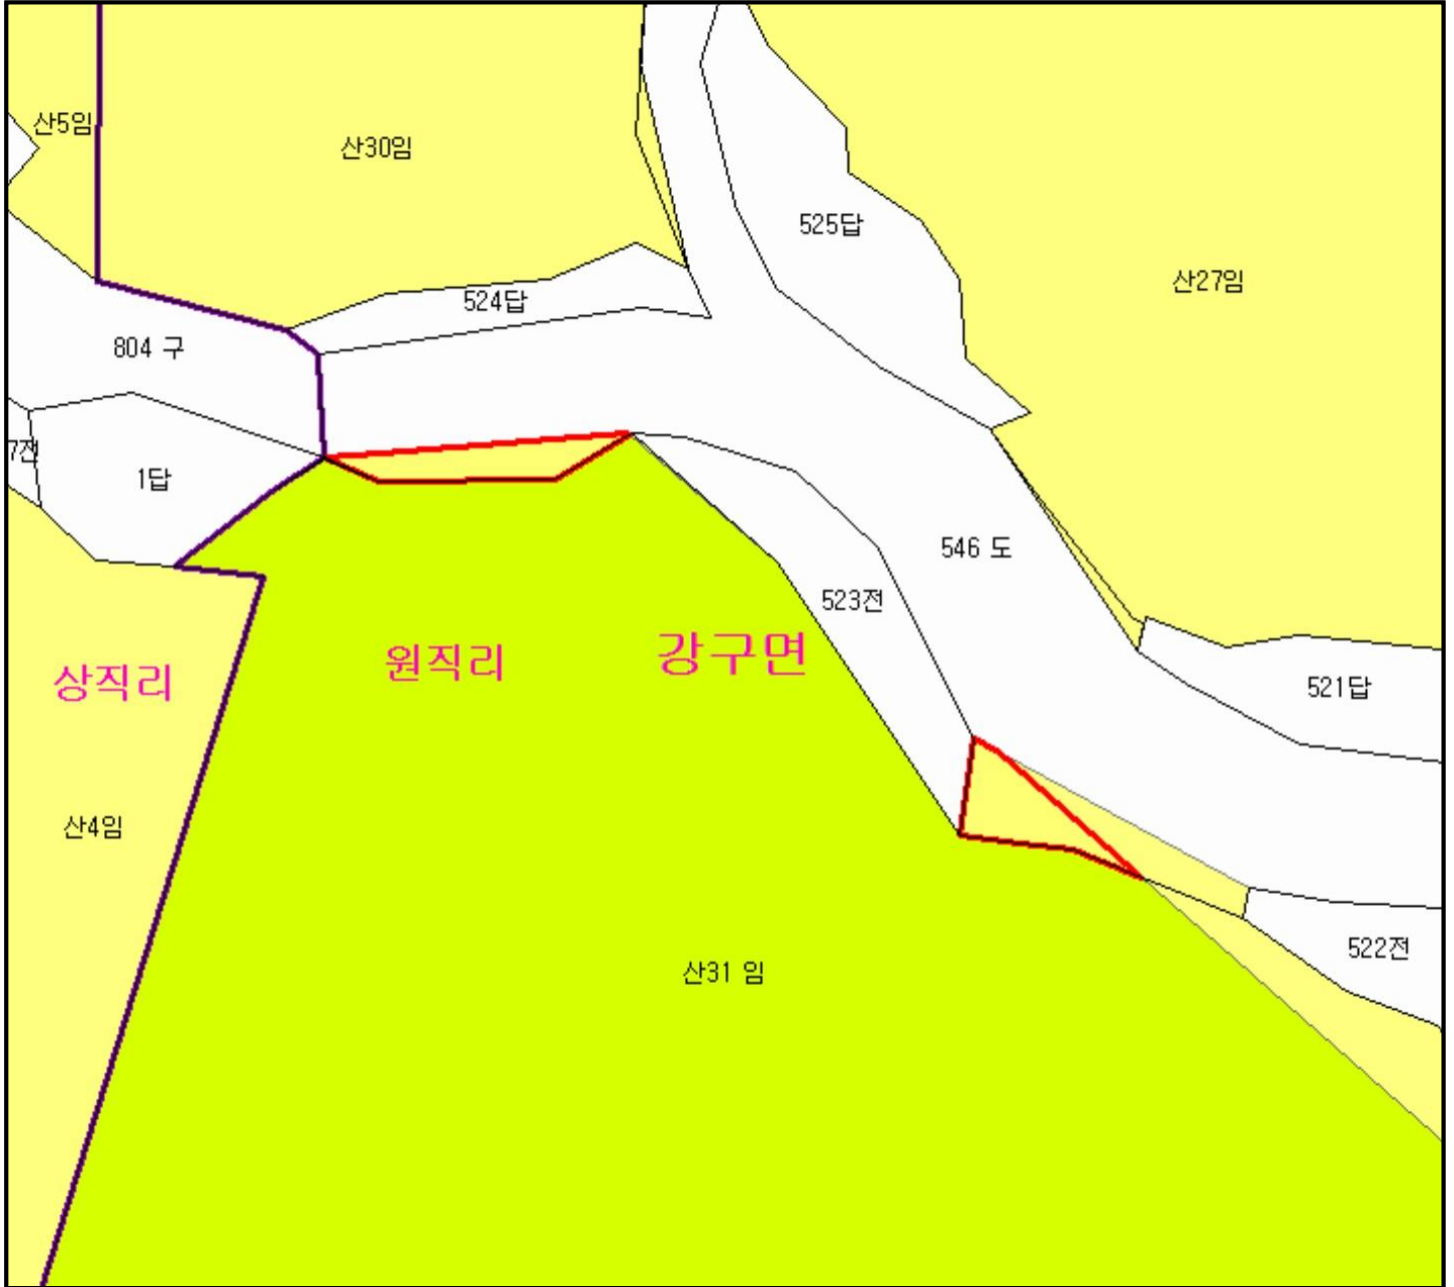 산5임
산30임
525답
산27임
524답
804 구
7전
1답
546 도
523전
강구면
원직리
상직리
521답
산4임
522전
산31 임